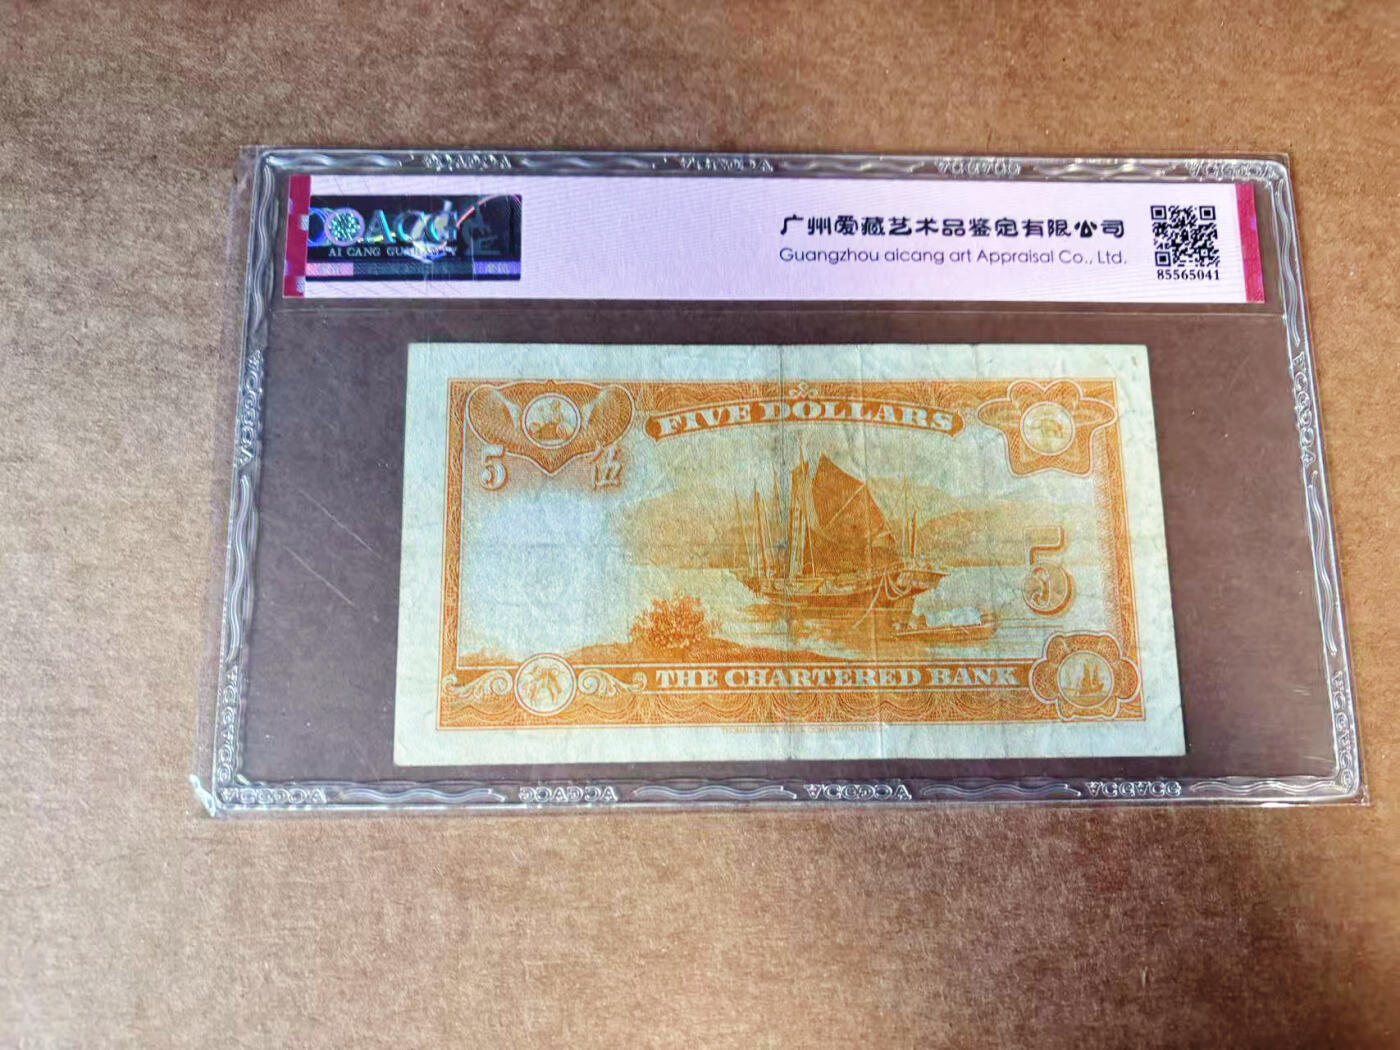 ACG
AI CANG GUARANTY
广州爱藏艺术品鉴定有限公司
Guangzhou aicang art Appraisal Co., Ltd.
85565041
FIVE DOLLARS
5 伍
5
THE CHARTERED BANK